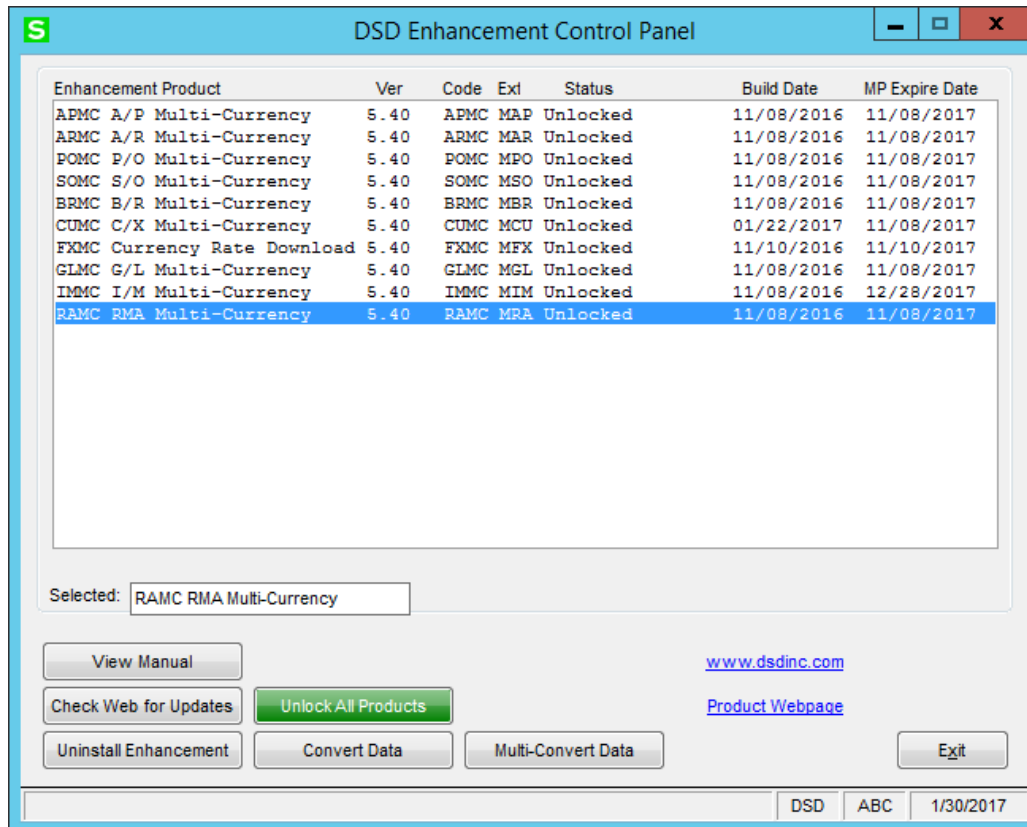 S DSD Enhancement Control Panel X
Enhancement Product Ver Code Ext Status Build Date MP Expire Date
APMC A/P Multi-Currency 5.40 APMC MAP Unlocked 11/08/2016 11/08/2017
ARMC A/R Multi-Currency 5.40 ARMC MAR Unlocked 11/08/2016 11/08/2017
POMC P/O Multi-Currency 5.40 POMC MPO Unlocked 11/08/2016 11/08/2017
SOMC S/O Multi-Currency 5.40 SOMC MSO Unlocked 11/08/2016 11/08/2017
BRMC B/R Multi-Currency 5.40 BRMC MBR Unlocked 11/08/2016 11/08/2017
CUMC C/X Multi-Currency 5.40 CUMC MCU Unlocked 01/22/2017 11/08/2017
FXMC Currency Rate Download 5.40 FXMC MFX Unlocked 11/10/2016 11/10/2017
GLMC G/L Multi-Currency 5.40 GLMC MGL Unlocked 11/08/2016 11/08/2017
IMMC I/M Multi-Currency 5.40 IMMC MIM Unlocked 11/08/2016 12/28/2017
RAMC RMA Multi-Currency 5.40 RAMC MRA Unlocked 11/08/2016 11/08/2017
Selected: RAMC RMA Multi-Currency
View Manual www.dsdinc.com
Check Web for Updates Unlock All Products Product Webpage
Uninstall Enhancement Convert Data Multi-Convert Data Exit
DSD ABC 1/30/2017